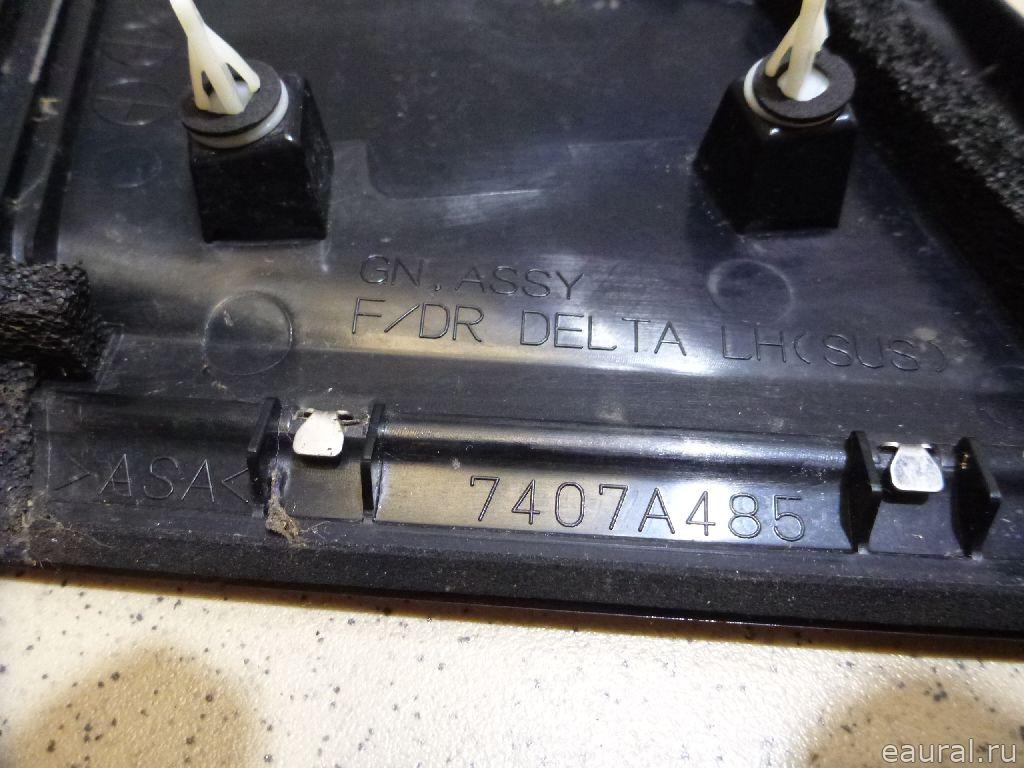 GN. ASSY
F/DR DELTA LH(SUS)
>ASA<
7407A485
eaural.ru